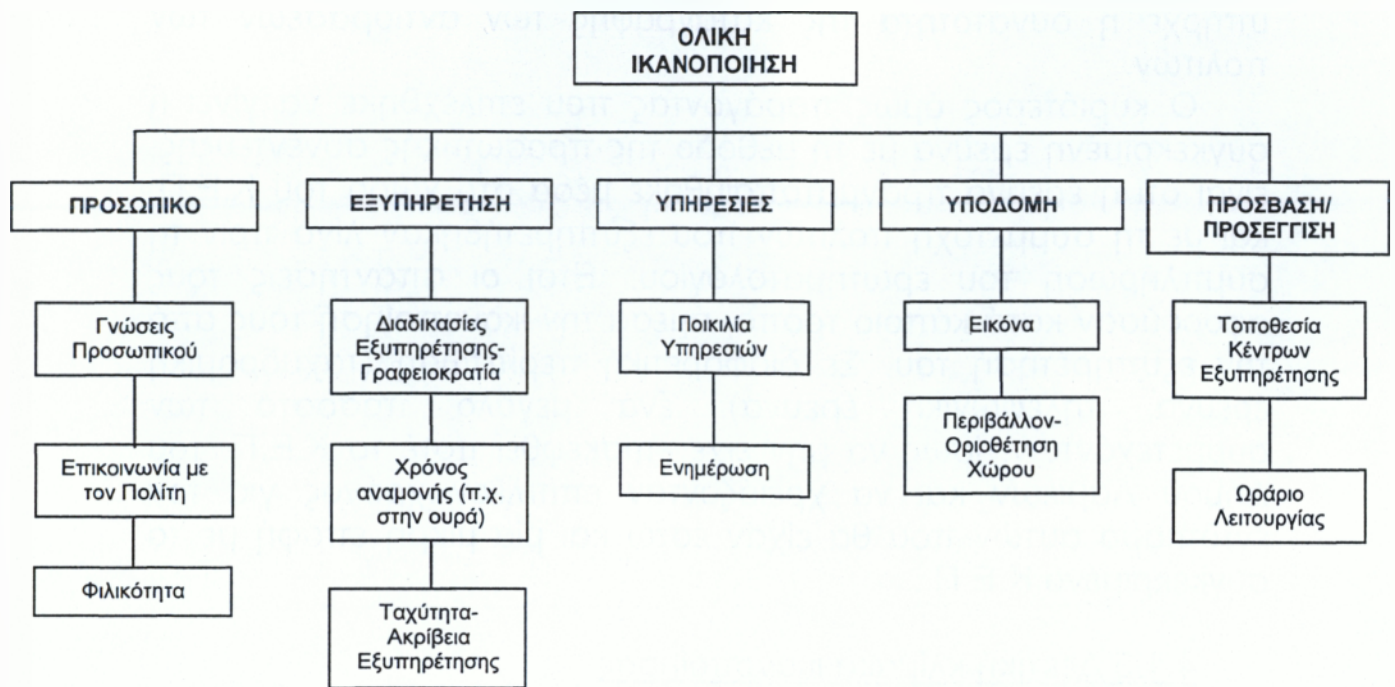 ΟΛΙΚΗ
ΙΚΑΝΟΠΟΙΗΣΗ
ΠΡΟΣΩΠΙΚΟ
Γνώσεις
Προσωπικού
Επικοινωνία με
τον Πολίτη
Φιλικότητα
ΕΞΥΠΗΡΕΤΗΣΗ
Διαδικασίες
Εξυπηρέτησης-
Γραφειοκρατία
Χρόνος
αναμονής (π.χ.
στην ουρά)
Ταχύτητα-
Ακρίβεια
Εξυπηρέτησης
ΥΠΗΡΕΣΙΕΣ
Ποικιλία
Υπηρεσιών
Ενημέρωση
ΥΠΟΔΟΜΗ
Εικόνα
Περιβάλλον-
Οριοθέτηση
Χώρου
ΠΡΟΣΒΑΣΗ/
ΠΡΟΣΕΓΓΙΣΗ
Τοποθεσία
Κέντρων
Εξυπηρέτησης
Ωράριο
Λειτουργίας